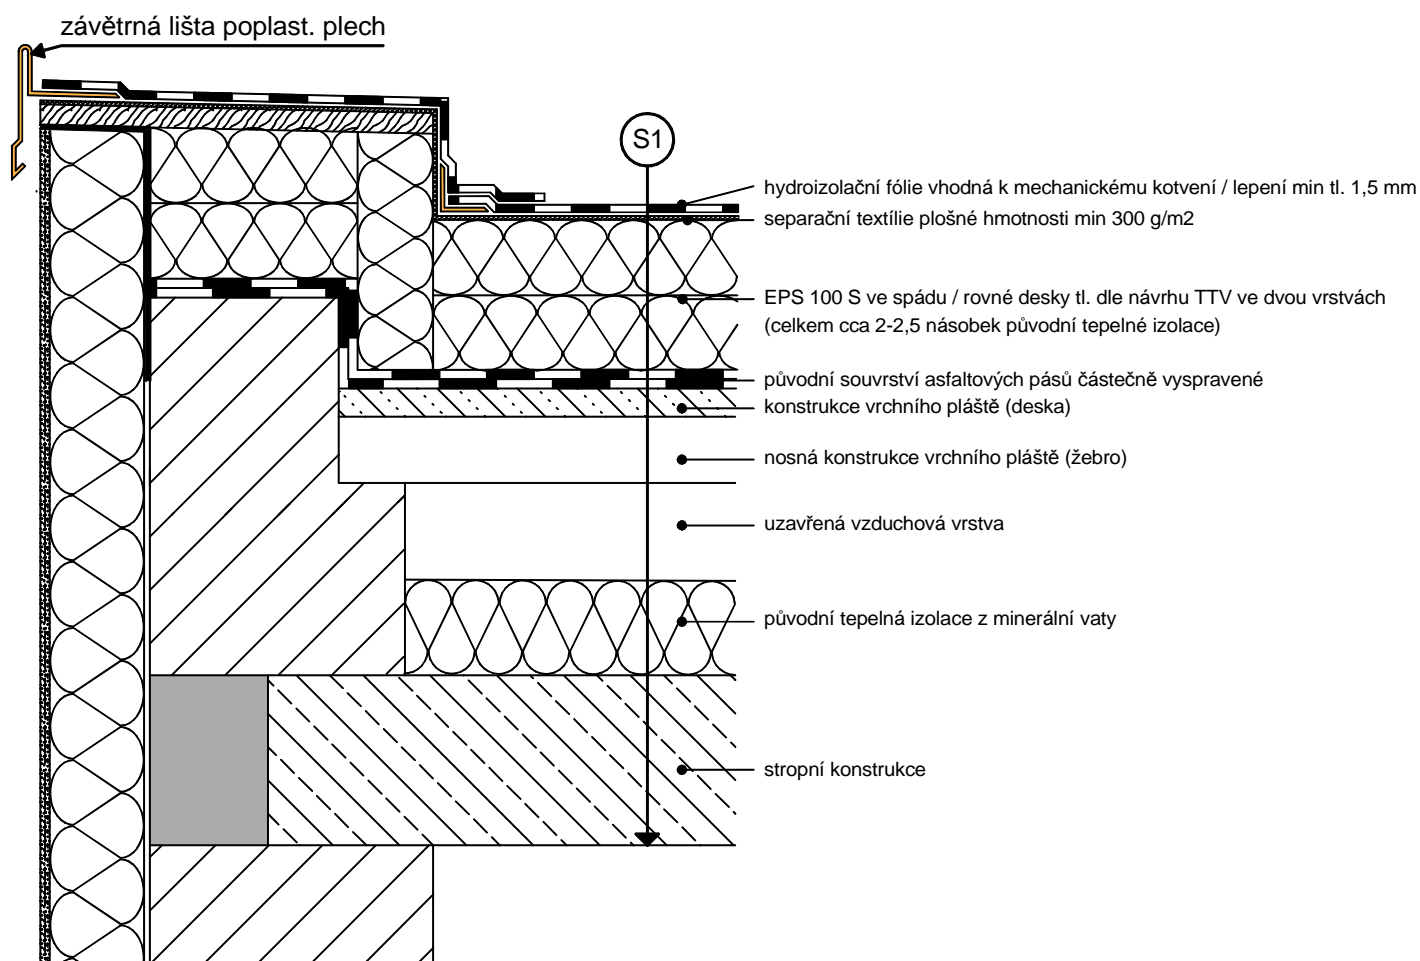 závětrná lišta poplast. plech
S1
hydroizolační fólie vhodná k mechanickému kotvení / lepení min tl. 1,5 mm
separační textílie plošné hmotnosti min 300 g/m2
EPS 100 S ve spádu / rovné desky tl. dle návrhu TTV ve dvou vrstvách
(celkem cca 2-2,5 násobek původní tepelné izolace)
původní souvrství asfaltových pásů částečně vyspravené
konstrukce vrchního pláště (deska)
nosná konstrukce vrchního pláště (žebro)
uzavřená vzduchová vrstva
původní tepelná izolace z minerální vaty
stropní konstrukce